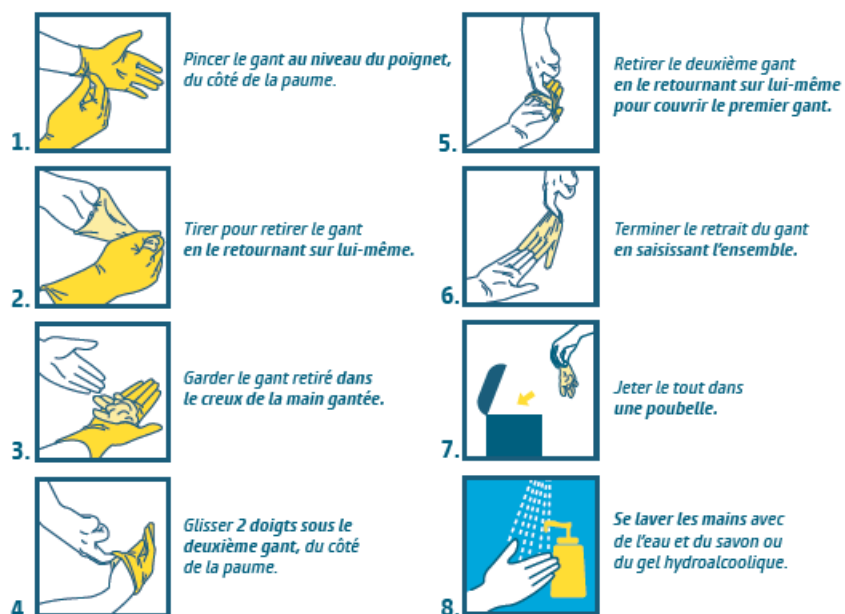 1.
Pincer le gant au niveau du poignet,
du côté de la paume.
2.
Tirer pour retirer le gant
en le retournant sur lui-même.
3.
Garder le gant retiré dans
le creux de la main gantée.
4
Glisser 2 doigts sous le
deuxième gant, du côté
de la paume.
5.
Retirer le deuxième gant
en le retournant sur lui-même
pour couvrir le premier gant.
6.
Terminer le retrait du gant
en saisissant l'ensemble.
7.
Jeter le tout dans
une poubelle.
8.
Se laver les mains avec
de l'eau et du savon ou
du gel hydroalcoolique.